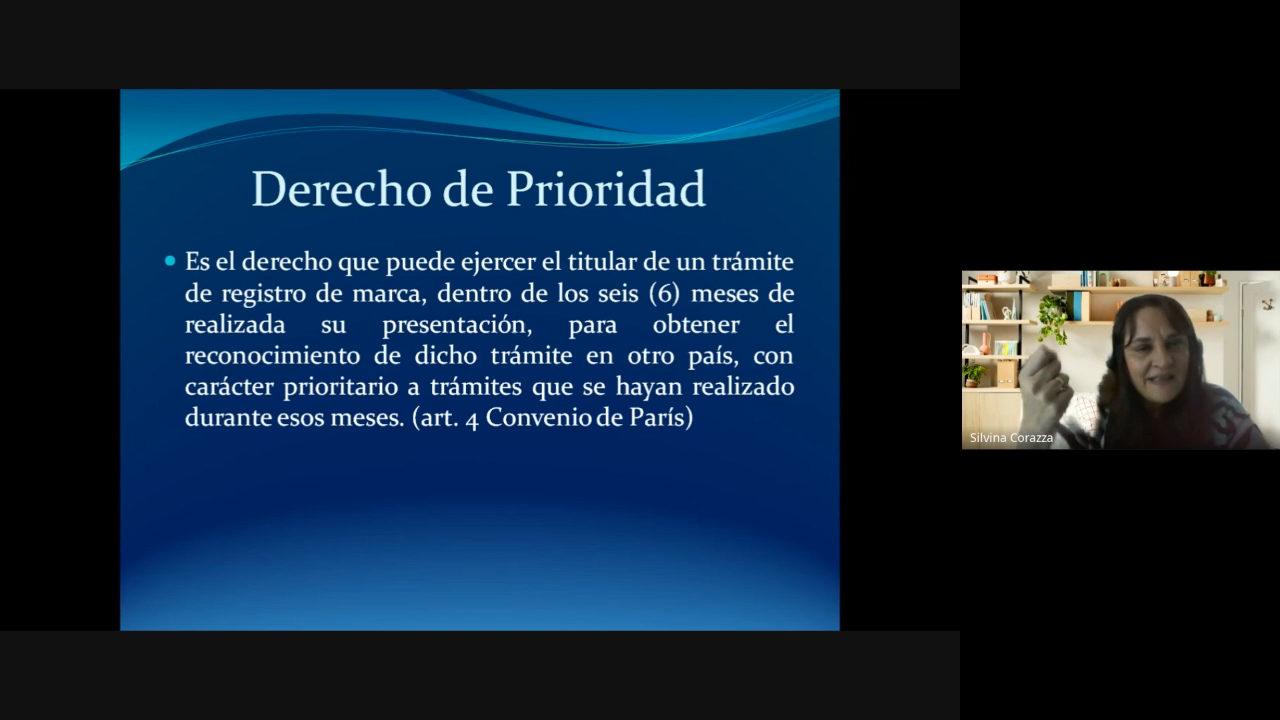 Derecho de Prioridad
• Es el derecho que puede ejercer el titular de un trámite
de registro de marca, dentro de los seis (6) meses de
realizada su presentación, para obtener el
reconocimiento de dicho trámite en otro país, con
carácter prioritario a trámites que se hayan realizado
durante esos meses. (art. 4 Convenio de París)
Silvina Corazza